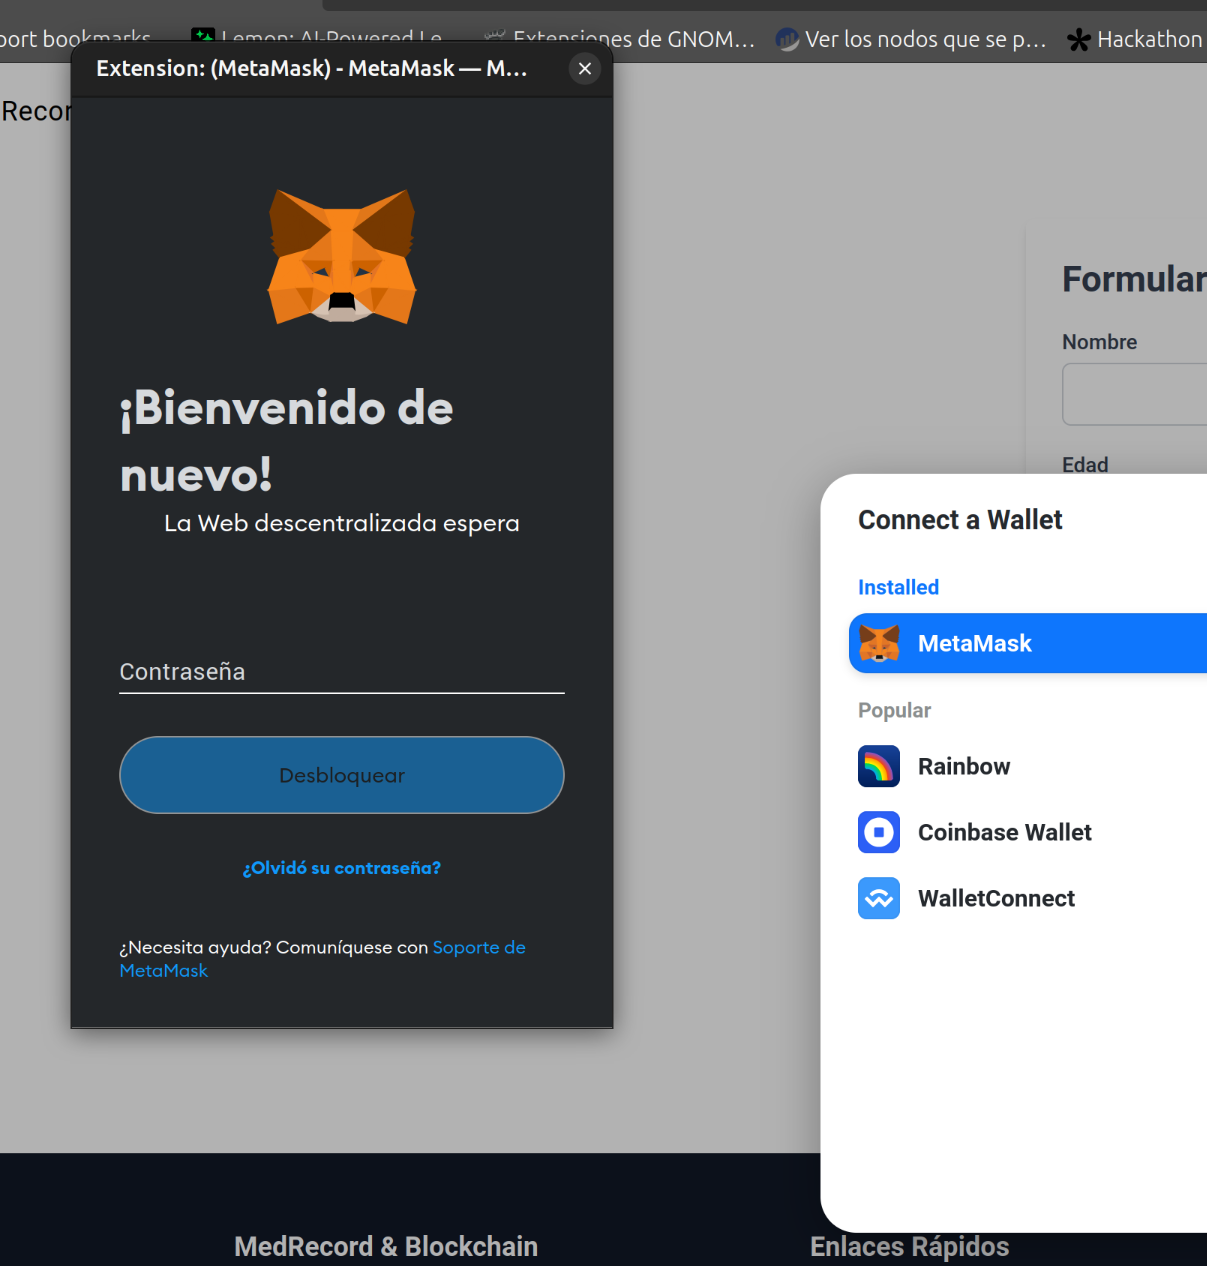 port bookmarks
Lemon: AI-Powered Le
Extensiones de GNOM...
Ver los nodos que se p...
Hackathon
Extension: (MetaMask) - MetaMask — M...
Recor
¡Bienvenido de
nuevo!
La Web descentralizada espera
Contraseña
Desbloquear
¿Olvidó su contraseña?
¿Necesita ayuda? Comuníquese con Soporte de
MetaMask
Formular
Nombre
Edad
Connect a Wallet
Installed
MetaMask
Popular
Rainbow
Coinbase Wallet
WalletConnect
MedRecord & Blockchain
Enlaces Rápidos